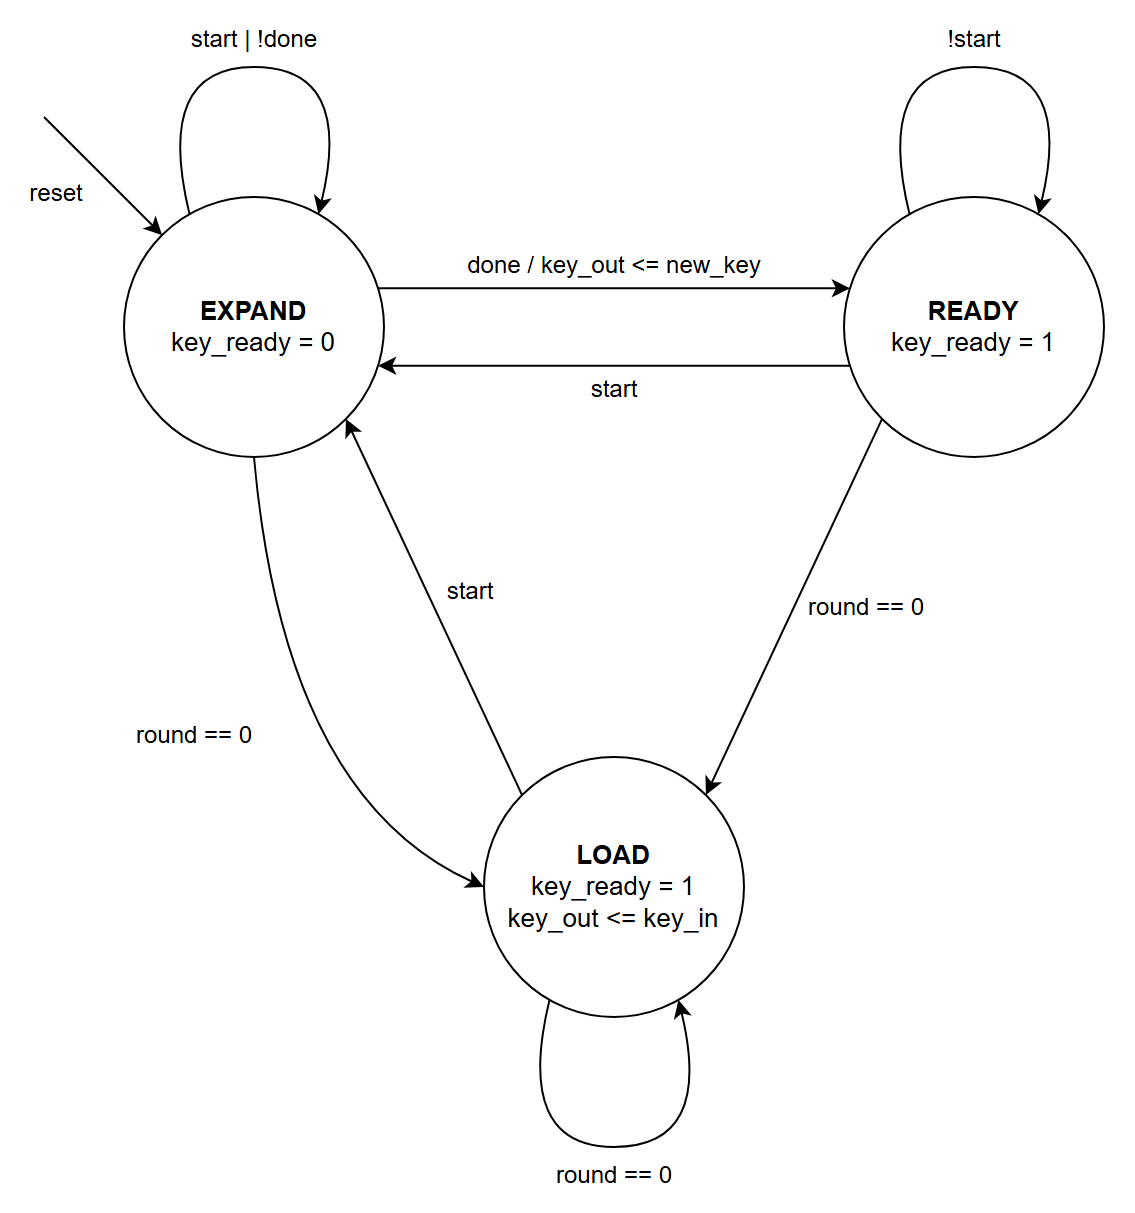 start | !done
!start
reset
done / key_out <= new_key
EXPAND
key_ready = 0
READY
key_ready = 1
start
start
round == 0
round == 0
LOAD
key_ready = 1
key_out <= key_in
round == 0